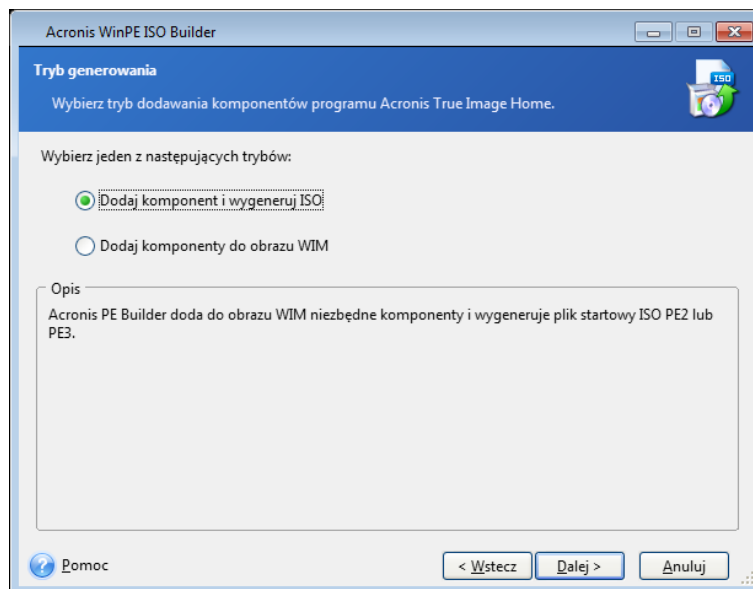 Acronis WinPE ISO Builder
Tryb generowania
Wybierz tryb dodawania komponentów programu Acronis True Image Home.
ISO
Wybierz jeden z następujących trybów:
Dodaj komponent i wygeneruj ISO
Dodaj komponenty do obrazu WIM
Opis
Acronis PE Builder doda do obrazu WIM niezbędne komponenty i wygeneruje plik startowy ISO PE2 lub
PE3.
Pomoc
< Wstecz
Dalej >
Anuluj